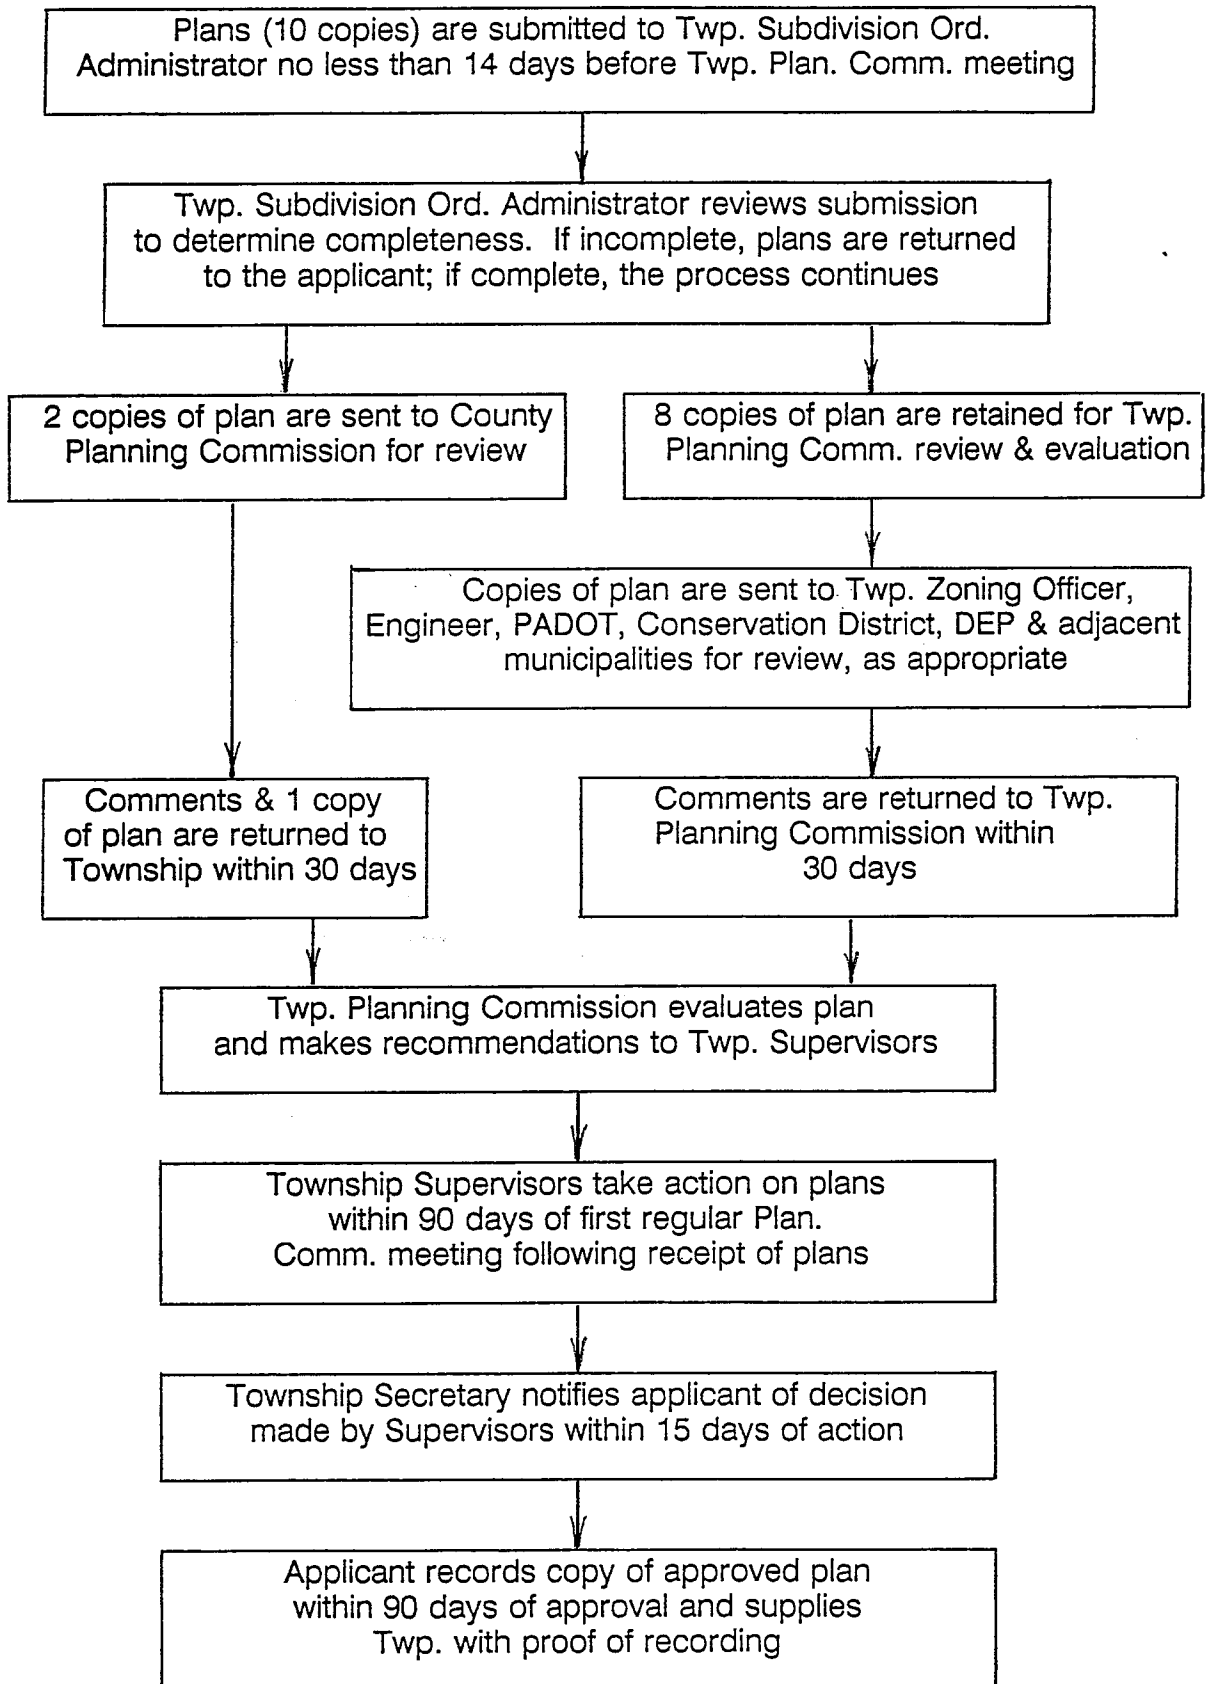 Plans (10 copies) are submitted to Twp. Subdivision Ord.
Administrator no less than 14 days before Twp. Plan. Comm. meeting
Twp. Subdivision Ord. Administrator reviews submission
to determine completeness. If incomplete, plans are returned
to the applicant; if complete, the process continues
2 copies of plan are sent to County
Planning Commission for review
8 copies of plan are retained for Twp.
Planning Comm. review & evaluation
Copies of plan are sent to Twp. Zoning Officer,
Engineer, PADOT, Conservation District, DEP & adjacent
municipalities for review, as appropriate
Comments & 1 copy
of plan are returned to
Township within 30 days
Comments are returned to Twp.
Planning Commission within
30 days
Twp. Planning Commission evaluates plan
and makes recommendations to Twp. Supervisors
Township Supervisors take action on plans
within 90 days of first regular Plan.
Comm. meeting following receipt of plans
Township Secretary notifies applicant of decision
made by Supervisors within 15 days of action
Applicant records copy of approved plan
within 90 days of approval and supplies
Twp. with proof of recording